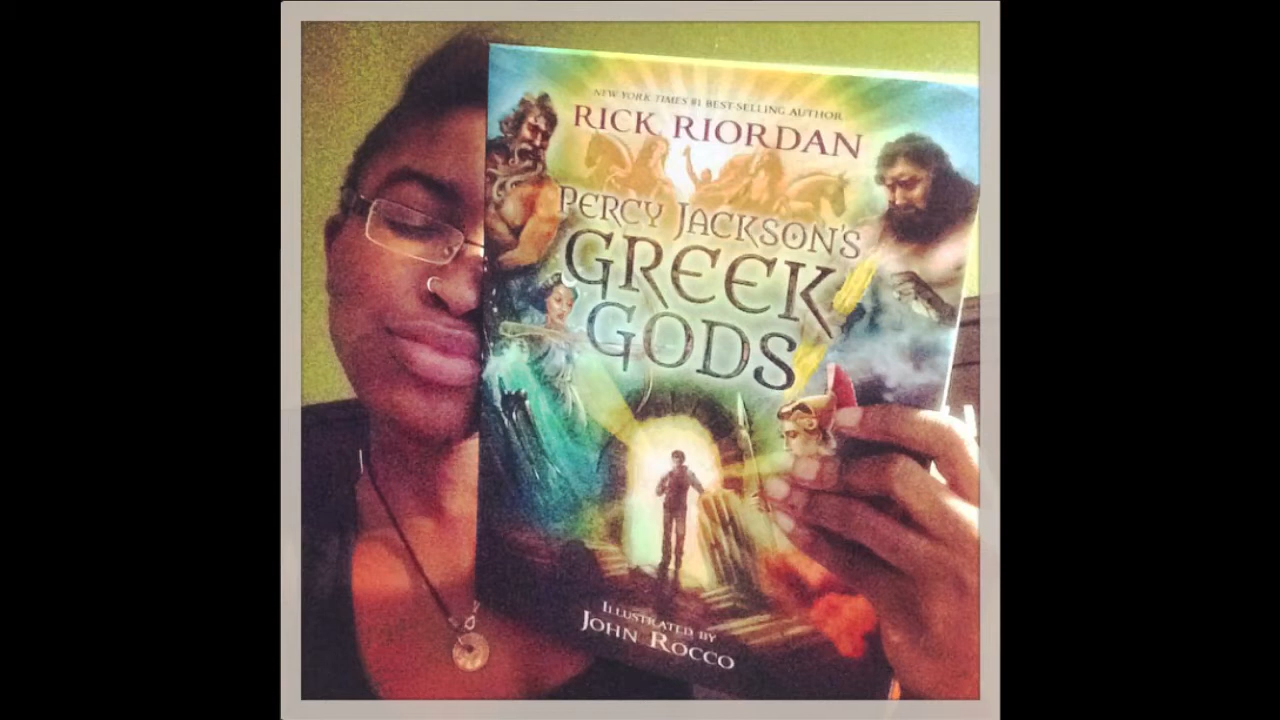 NEW YORK TIMES #1 BEST-SELLING AUTHOR
RICK RIORDAN
PERCY JACKSON'S
GREEK
GODS
ILLUSTRATED BY
JOHN ROCCO